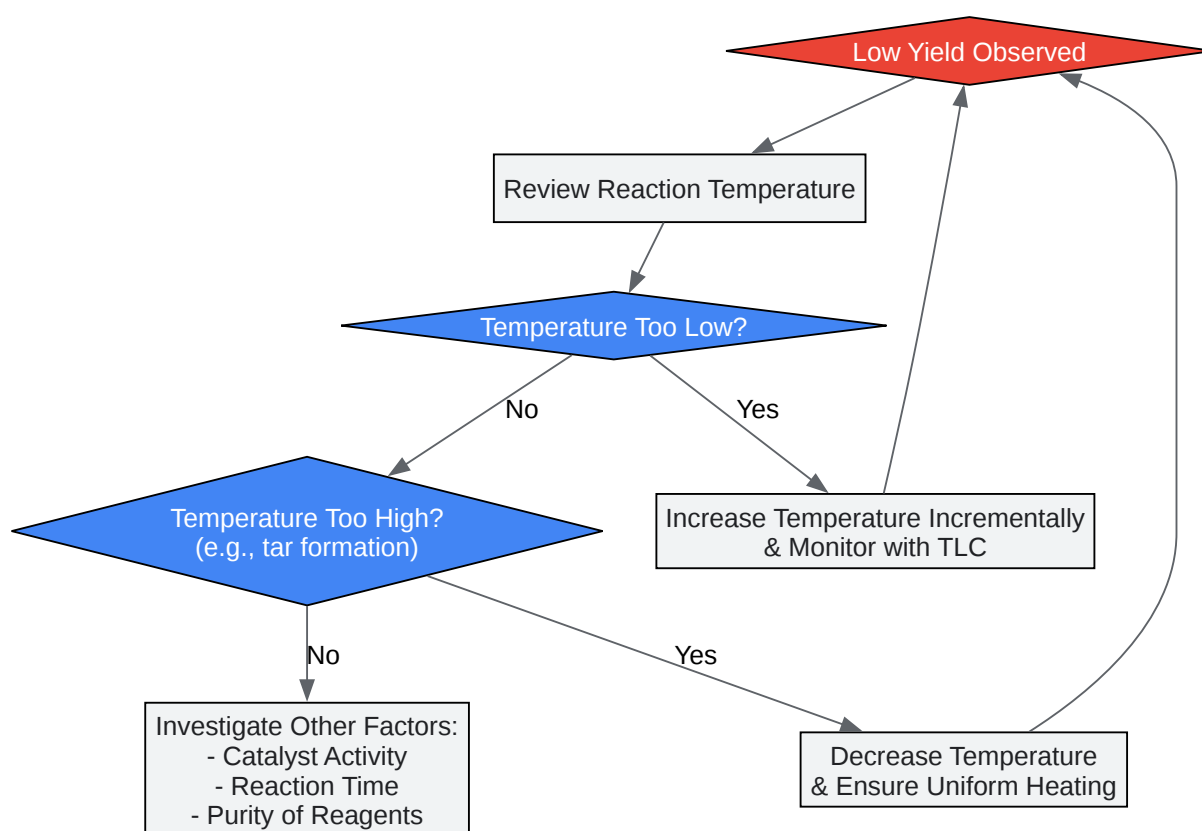 Low Yield Observed
Review Reaction Temperature
Temperature Too Low?
No
Yes
Temperature Too High?
(e.g., tar formation)
Increase Temperature Incrementally
& Monitor with TLC
No
Yes
Investigate Other Factors:
- Catalyst Activity
- Reaction Time
- Purity of Reagents
Decrease Temperature
& Ensure Uniform Heating